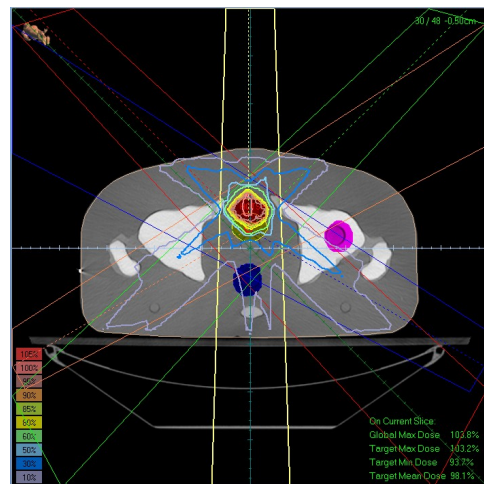 30 / 48 -0.50cm
105%
100%
95%
90%
85%
80%
60%
50%
30%
10%
On Current Slice:
Global Max Dose 103.8%
Target Max Dose 103.2%
Target Min Dose 93.7%
Target Mean Dose 98.1%